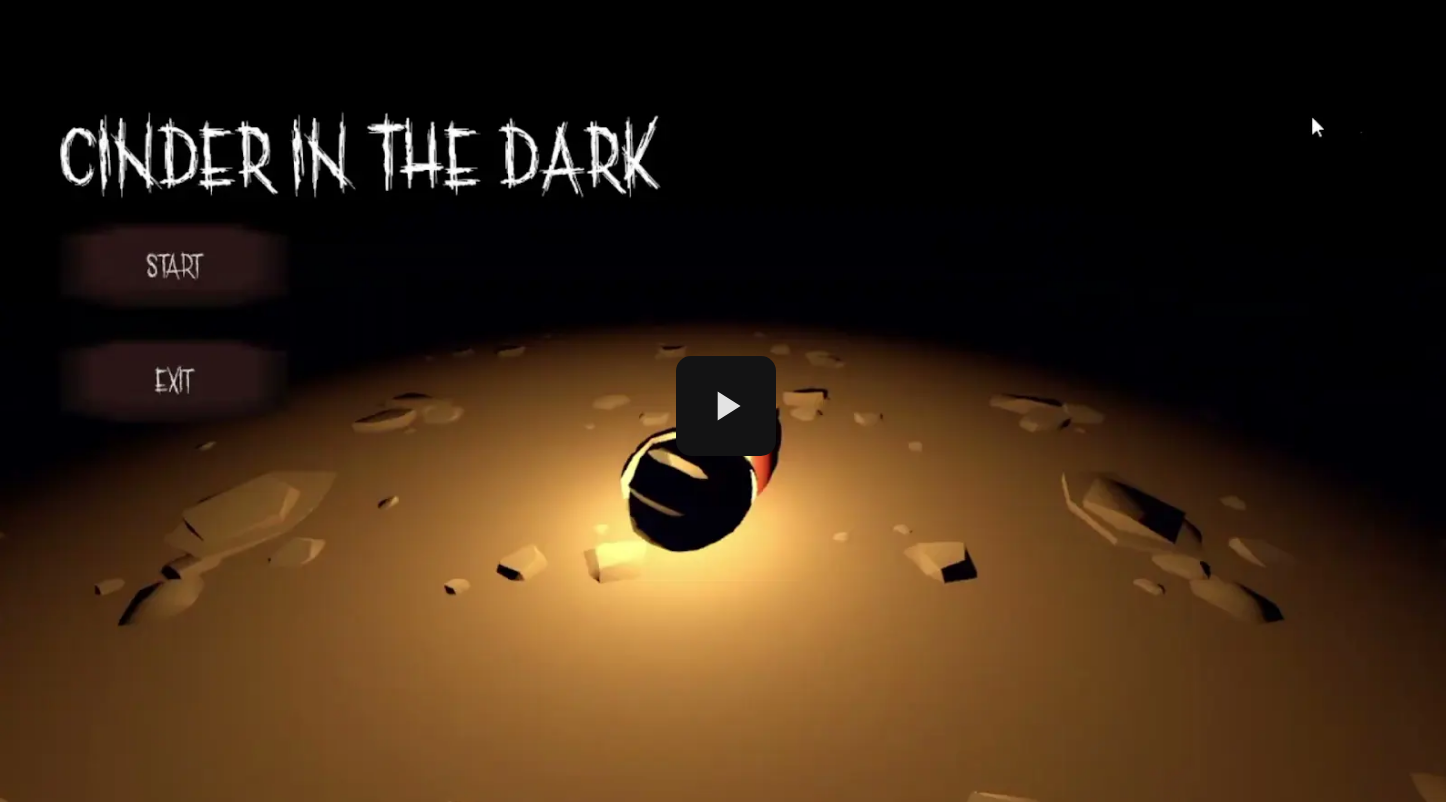 CINDER IN THE DARK
START
EXIT